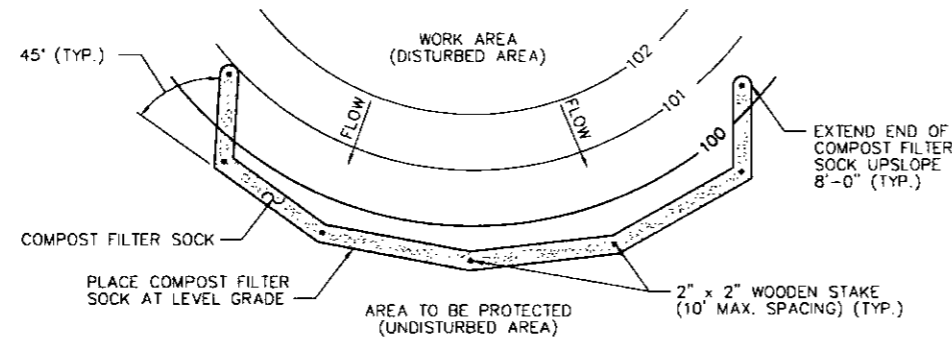 WORK AREA
(DISTURBED AREA)
45° (TYP.)
102
101
100
FLOW
FLOW
EXTEND END OF
COMPOST FILTER
SOCK UPSLOPE
8'-0" (TYP.)
COMPOST FILTER SOCK
PLACE COMPOST FILTER
SOCK AT LEVEL GRADE
AREA TO BE PROTECTED
(UNDISTURBED AREA)
2" x 2" WOODEN STAKE
(10' MAX. SPACING) (TYP.)